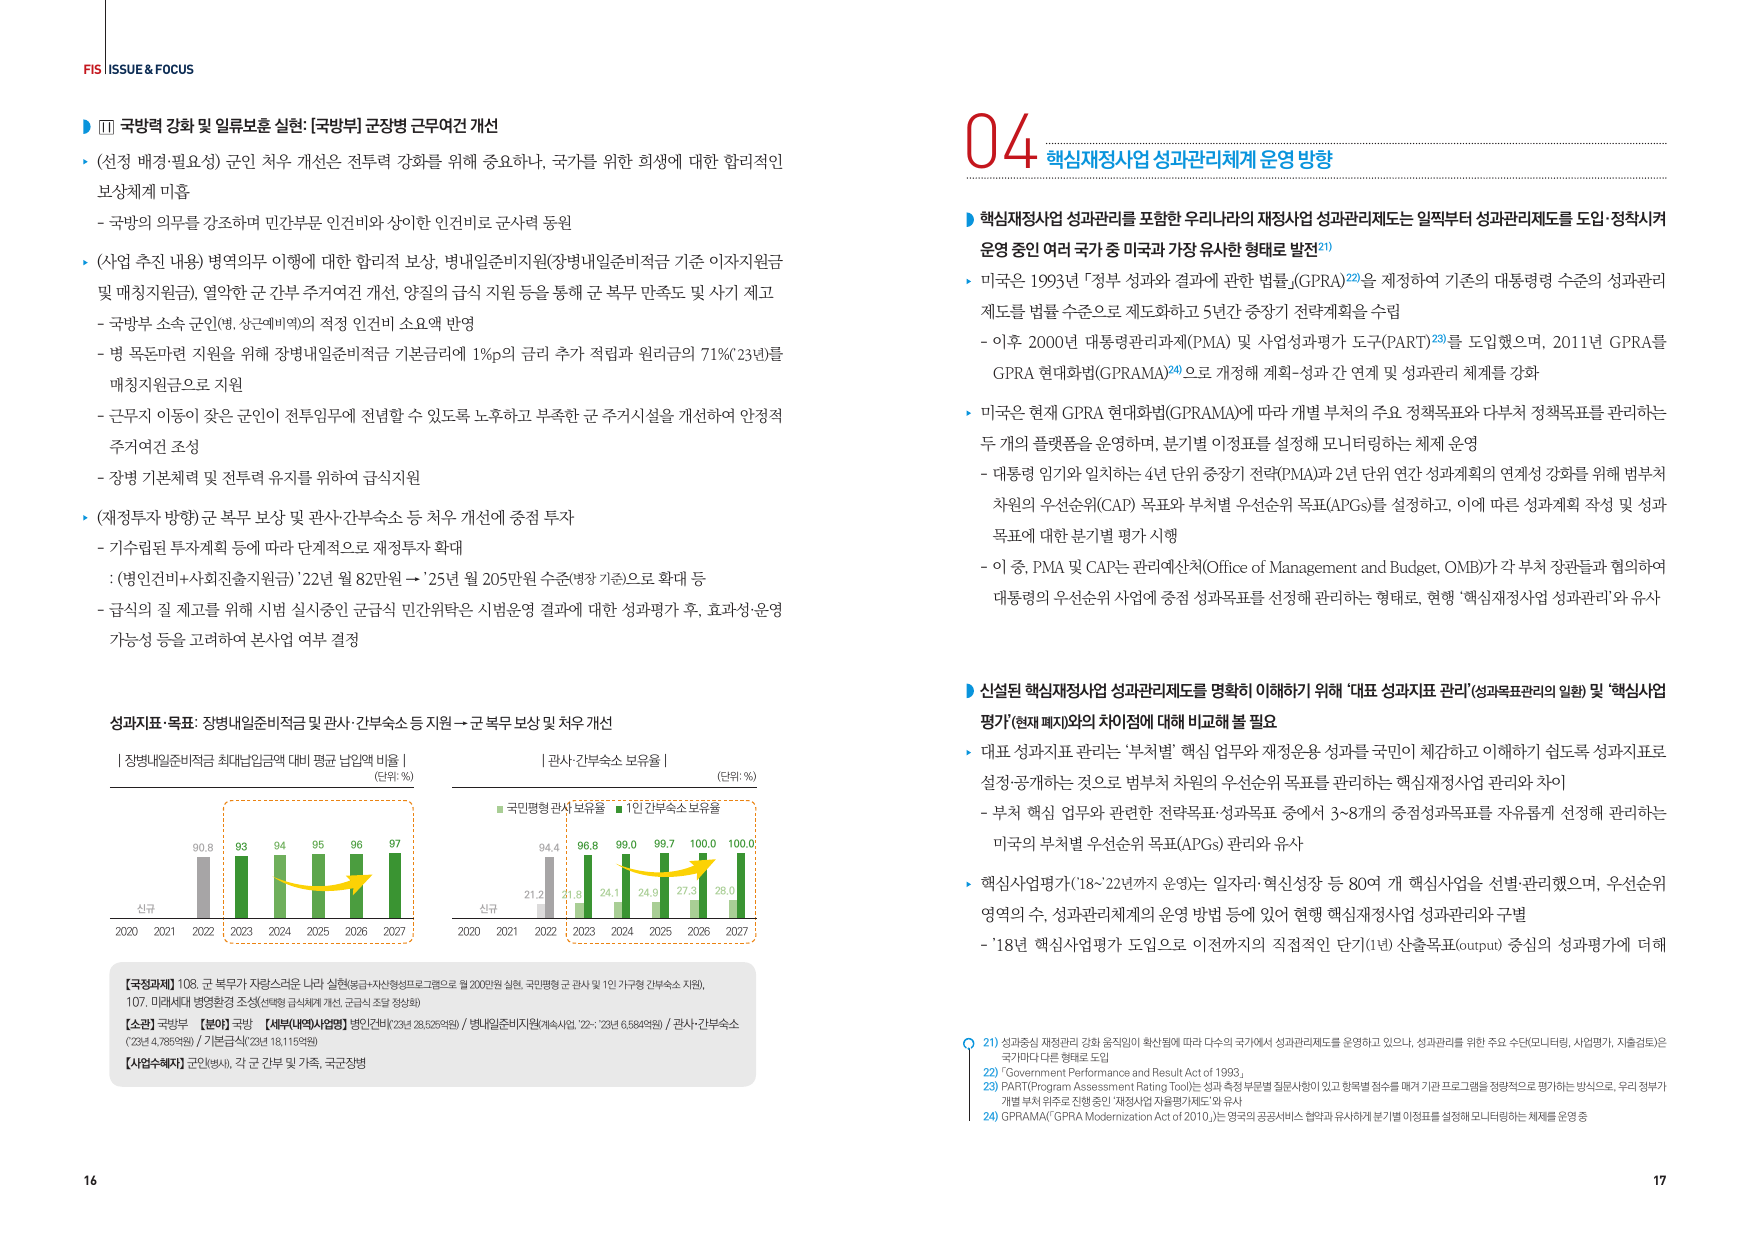 FIS ISSUE & FOCUS
11 국방력 강화 및 일류보훈 실현: [국방부] 군장병 근무여건 개선
(선정 배경·필요성) 군인 처우 개선은 전투력 강화를 위해 중요하나, 국가를 위한 희생에 대한 합리적인
보상체계 미흡
- 국방의 의무를 강조하며 민간부문 인건비와 상이한 인건비로 군사력 동원
(사업 추진 내용) 병역의무 이행에 대한 합리적 보상, 병내일준비지원(장병내일준비적금 기준 이자지원금
및 매칭지원금), 열악한 군 간부 주거여건 개선, 양질의 급식 지원 등을 통해 군 복무 만족도 및 사기 제고
- 국방부 소속 군인(병, 상근예비역)의 적정 인건비 소요액 반영
- 병 목돈마련 지원을 위해 장병내일준비적금 기본금리에 1%p의 금리 추가 적립과 원리금의 71%('23년)를
매칭지원금으로 지원
- 근무지 이동이 잦은 군인이 전투임무에 전념할 수 있도록 노후하고 부족한 군 주거시설을 개선하여 안정적
주거여건 조성
- 장병 기본체력 및 전투력 유지를 위하여 급식지원
(재정투자 방향) 군 복무 보상 및 관사·간부숙소 등 처우 개선에 중점 투자
- 기수립된 투자계획 등에 따라 단계적으로 재정투자 확대
: (병인건비+사회진출지원금) '22년 월 82만원 → '25년 월 205만원 수준(병장 기준)으로 확대 등
- 급식의 질 제고를 위해 시범 실시중인 군급식 민간위탁은 시범운영 결과에 대한 성과평가 후, 효과성·운영
가능성 등을 고려하여 본사업 여부 결정
성과지표·목표: 장병내일준비적금 및 관사·간부숙소 등 지원 → 군 복무 보상 및 처우 개선
| 장병내일준비적금 최대납입금액 대비 평균 납입액 비율 |
(단위: %)
90.8 93 94 95 96 97
신규
2020 2021 2022 2023 2024 2025 2026 2027
| 관사·간부숙소 보유율 |
(단위: %)
국민평형 관사 보유율 1인 간부숙소 보유율
94.4 96.8 99.0 99.7 100.0 100.0
21.2 21.8 24.1 24.9 27.3 28.0
신규
2020 2021 2022 2023 2024 2025 2026 2027
【국정과제】 108. 군 복무가 자랑스러운 나라 실현(봉급+자산형성프로그램으로 월 200만원 실현, 국민평형 군 관사 및 1인 가구형 간부숙소 지원),
107. 미래세대 병영환경 조성(선택형 급식체계 개선, 군급식 조달 정상화)
【소관】 국방부 【분야】 국방 【세부(내역)사업명】 병인건비('23년 28,525억원) / 병내일준비지원(계속사업, '22~: '23년 6,584억원) / 관사·간부숙소
('23년 4,785억원) / 기본급식('23년 18,115억원)
【사업수혜자】 군인(병사), 각 군 간부 및 가족, 국군장병
16
04 핵심재정사업 성과관리체계 운영 방향
핵심재정사업 성과관리를 포함한 우리나라의 재정사업 성과관리제도는 일찍부터 성과관리제도를 도입·정착시켜
운영 중인 여러 국가 중 미국과 가장 유사한 형태로 발전21)
미국은 1993년 「정부 성과와 결과에 관한 법률」(GPRA)22)을 제정하여 기존의 대통령령 수준의 성과관리
제도를 법률 수준으로 제도화하고 5년간 중장기 전략계획을 수립
- 이후 2000년 대통령관리과제(PMA) 및 사업성과평가 도구(PART)23)를 도입했으며, 2011년 GPRA를
GPRA 현대화법(GPRAMA)24)으로 개정해 계획-성과 간 연계 및 성과관리 체계를 강화
미국은 현재 GPRA 현대화법(GPRAMA)에 따라 개별 부처의 주요 정책목표와 다부처 정책목표를 관리하는
두 개의 플랫폼을 운영하며, 분기별 이정표를 설정해 모니터링하는 체제 운영
- 대통령 임기와 일치하는 4년 단위 중장기 전략(PMA)과 2년 단위 연간 성과계획의 연계성 강화를 위해 범부처
차원의 우선순위(CAP) 목표와 부처별 우선순위 목표(APGs)를 설정하고, 이에 따른 성과계획 작성 및 성과
목표에 대한 분기별 평가 시행
- 이 중, PMA 및 CAP는 관리예산처(Office of Management and Budget, OMB)가 각 부처 장관들과 협의하여
대통령의 우선순위 사업에 중점 성과목표를 선정해 관리하는 형태로, 현행 '핵심재정사업 성과관리'와 유사
신설된 핵심재정사업 성과관리제도를 명확히 이해하기 위해 '대표 성과지표 관리'(성과목표관리의 일환) 및 '핵심사업
평가'(현재 폐지)와의 차이점에 대해 비교해 볼 필요
대표 성과지표 관리는 '부처별' 핵심 업무와 재정운용 성과를 국민이 체감하고 이해하기 쉽도록 성과지표로
설정·공개하는 것으로 범부처 차원의 우선순위 목표를 관리하는 핵심재정사업 관리와 차이
- 부처 핵심 업무와 관련한 전략목표·성과목표 중에서 3~8개의 중점성과목표를 자유롭게 선정해 관리하는
미국의 부처별 우선순위 목표(APGs) 관리와 유사
핵심사업평가('18~'22년까지 운영)는 일자리·혁신성장 등 80여 개 핵심사업을 선별·관리했으며, 우선순위
영역의 수, 성과관리체계의 운영 방법 등에 있어 현행 핵심재정사업 성과관리와 구별
- '18년 핵심사업평가 도입으로 이전까지의 직접적인 단기(1년) 산출목표(output) 중심의 성과평가에 더해
21) 성과중심 재정관리 강화 움직임이 확산됨에 따라 다수의 국가에서 성과관리제도를 운영하고 있으나, 성과관리를 위한 주요 수단(모니터링, 사업평가, 지출검토)은
국가마다 다른 형태로 도입
22) 「Government Performance and Result Act of 1993」
23) PART(Program Assessment Rating Tool)는 성과 측정 부문별 질문사항이 있고 항목별 점수를 매겨 기관 프로그램을 정량적으로 평가하는 방식으로, 우리 정부가
개별 부처 위주로 진행 중인 '재정사업 자율평가제도'와 유사
24) GPRAMA(「GPRA Modernization Act of 2010」)는 영국의 공공서비스 협약과 유사하게 분기별 이정표를 설정해 모니터링하는 체제를 운영 중
17